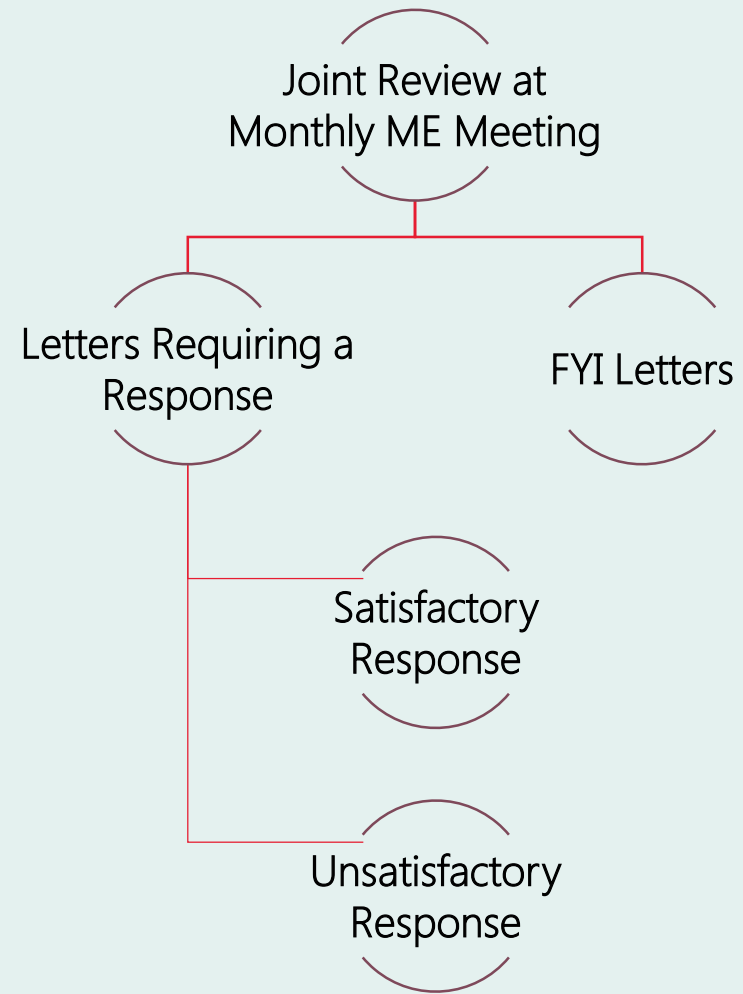 Joint Review at
Monthly ME Meeting
Letters Requiring a
Response
FYI Letters
Satisfactory
Response
Unsatisfactory
Response